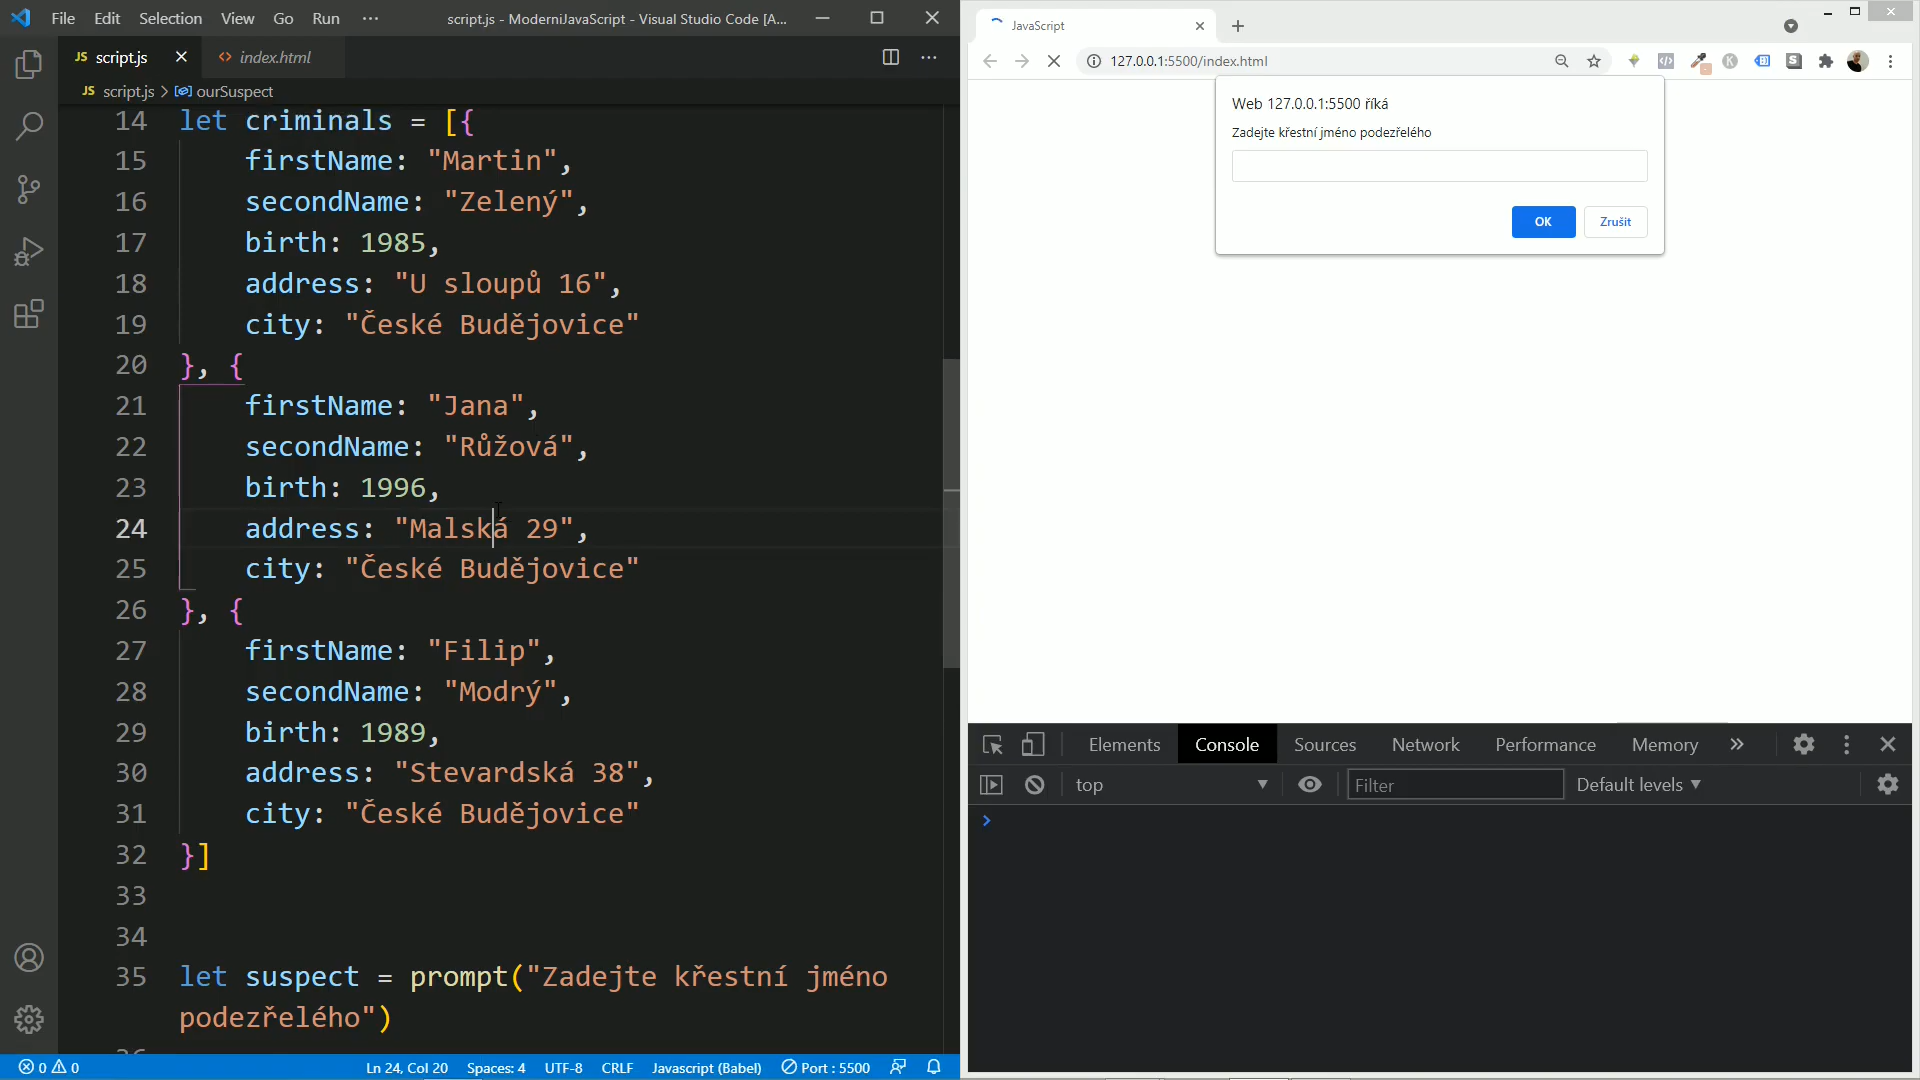 File Edit Selection View Go Run ··· script.js - ModerniJavaScript - Visual Studio Code [A...
JS script.js index.html
JS script.js > ourSuspect
14 let criminals = [{
15 firstName: "Martin",
16 secondName: "Zelený",
17 birth: 1985,
18 address: "U sloupů 16",
19 city: "České Budějovice"
20 }, {
21 firstName: "Jana",
22 secondName: "Růžová",
23 birth: 1996,
24 address: "Malská 29",
25 city: "České Budějovice"
26 }, {
27 firstName: "Filip",
28 secondName: "Modrý",
29 birth: 1989,
30 address: "Stevardská 38",
31 city: "České Budějovice"
32 }]
33
34
35 let suspect = prompt("Zadejte křestní jméno
podezřelého")
0 0 Ln 24, Col 20 Spaces: 4 UTF-8 CRLF Javascript (Babel) Port : 5500
JavaScript
127.0.0.1:5500/index.html
Web 127.0.0.1:5500 říká
Zadejte křestní jméno podezřelého
OK Zrušit
Elements Console Sources Network Performance Memory »
top Filter Default levels